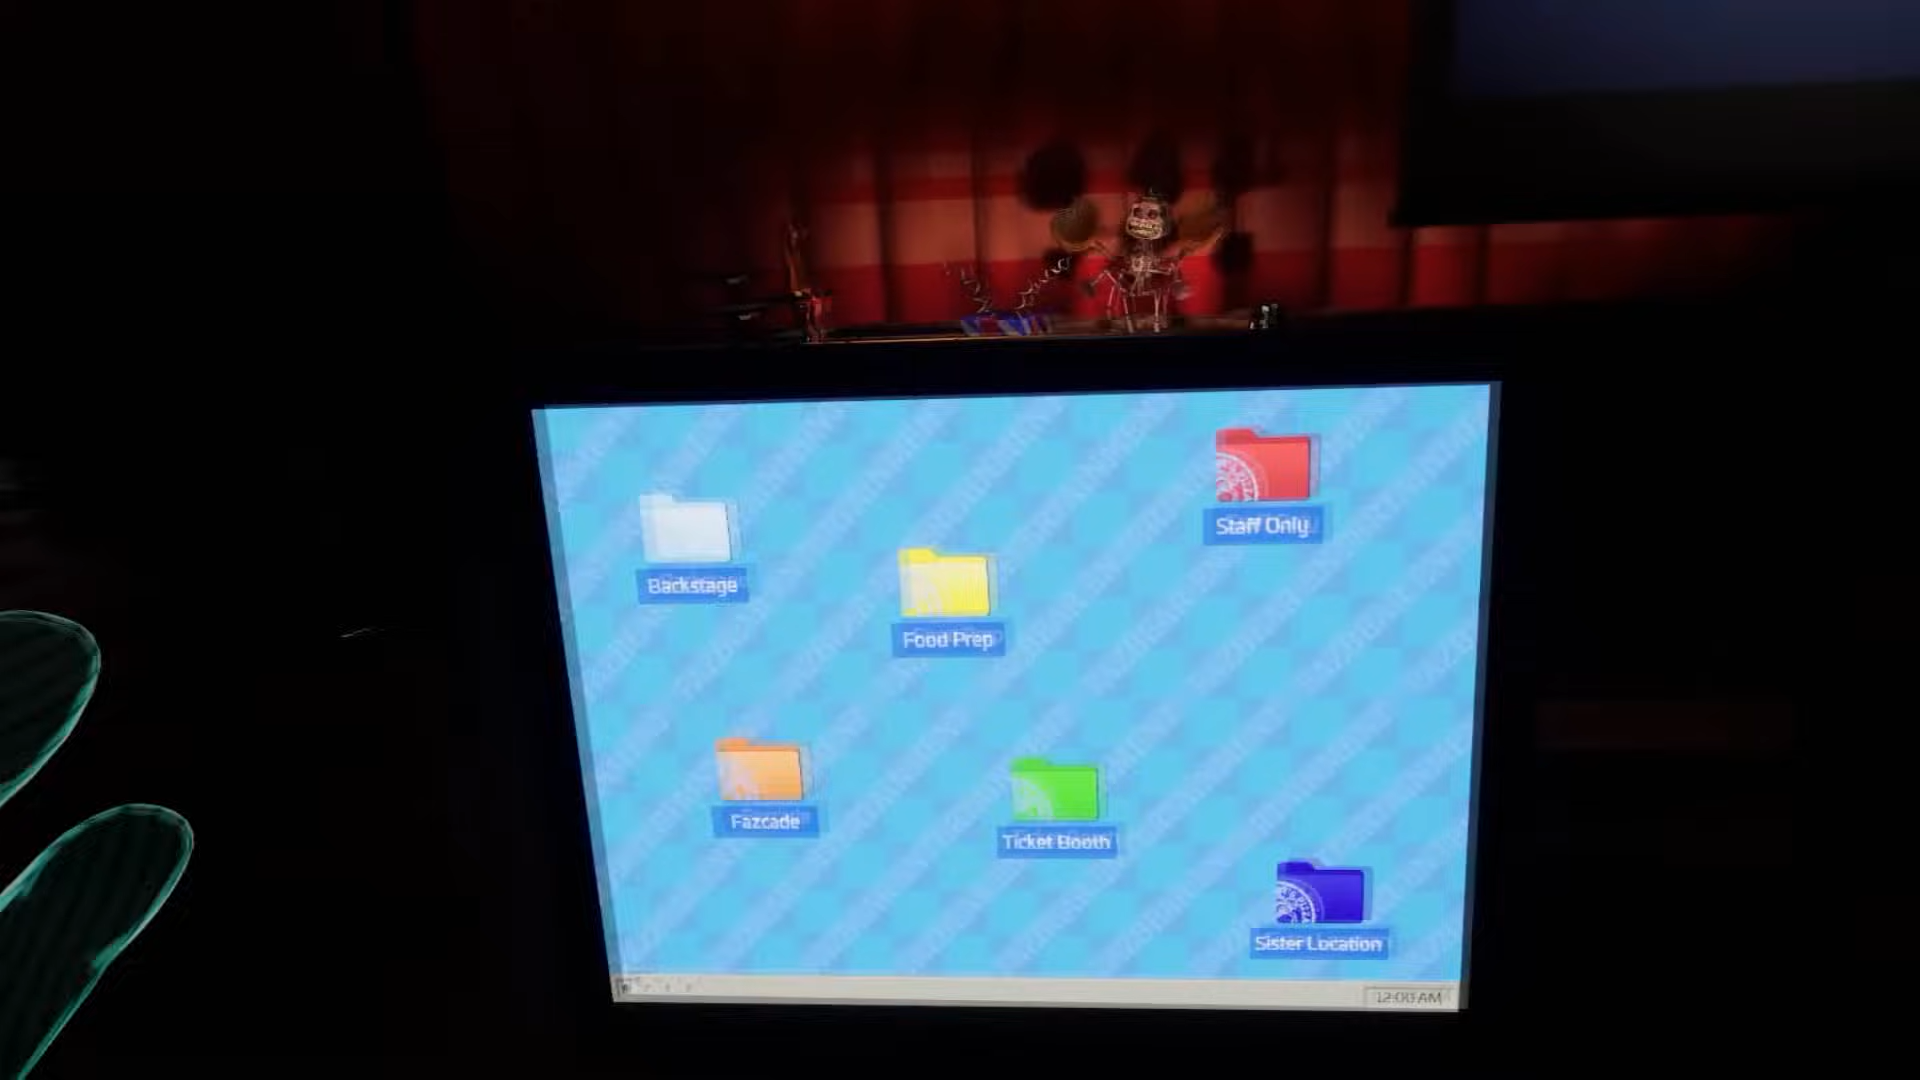 Staff Only
Backstage
Food Prep
Fazcade
Ticket Booth
Sister Location
12:00 AM